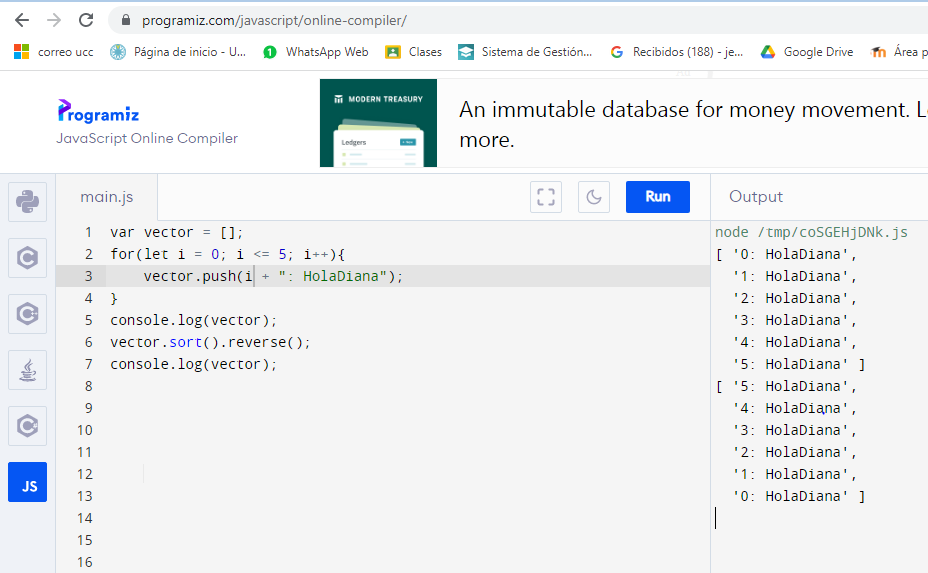 programiz.com/javascript/online-compiler/
correo ucc
Página de inicio - U...
WhatsApp Web
Clases
Sistema de Gestión...
Recibidos (188) - je...
Google Drive
Área p
Programiz
JavaScript Online Compiler
MODERN TREASURY
Ledgers
An immutable database for money movement. L
more.
main.js
Run
Output
1 var vector = [];
2 for(let i = 0; i <= 5; i++){
3 vector.push(i + ": HolaDiana");
4 }
5 console.log(vector);
6 vector.sort().reverse();
7 console.log(vector);
8
9
10
11
12
13
14
15
16
JS
node /tmp/coSGEHjDNk.js
[ '0: HolaDiana',
'1: HolaDiana',
'2: HolaDiana',
'3: HolaDiana',
'4: HolaDiana',
'5: HolaDiana' ]
[ '5: HolaDiana',
'4: HolaDiana',
'3: HolaDiana',
'2: HolaDiana',
'1: HolaDiana',
'0: HolaDiana' ]